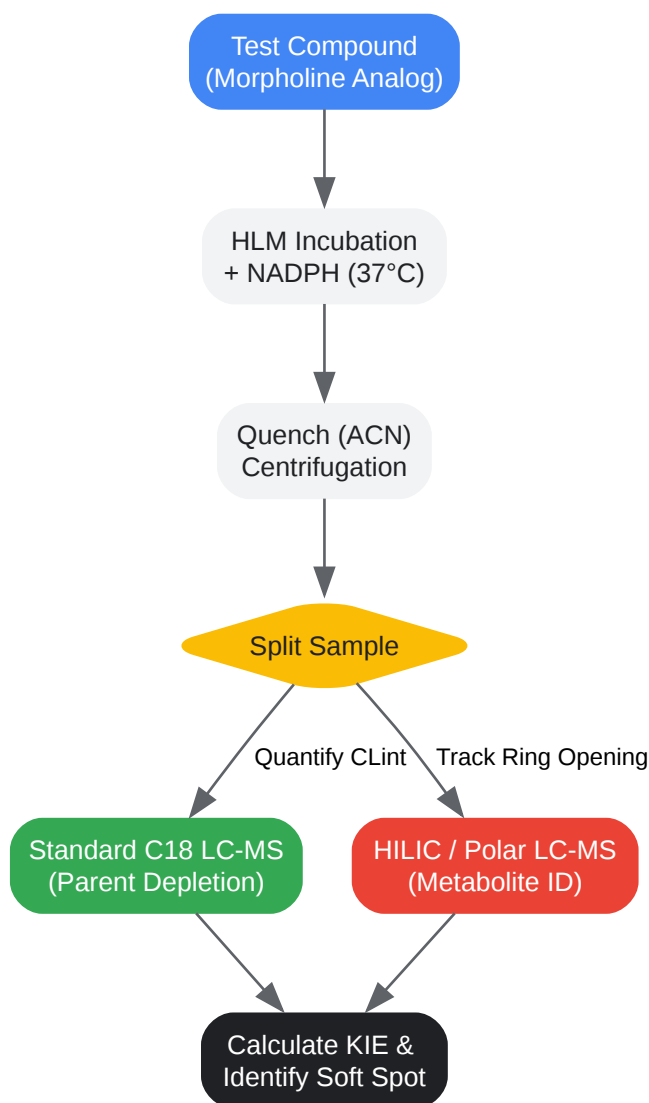 Test Compound
(Morpholine Analog)
HLM Incubation
+ NADPH (37°C)
Quench (ACN)
Centrifugation
Split Sample
Quantify CLint
Track Ring Opening
Standard C18 LC-MS
(Parent Depletion)
HILIC / Polar LC-MS
(Metabolite ID)
Calculate KIE &
Identify Soft Spot